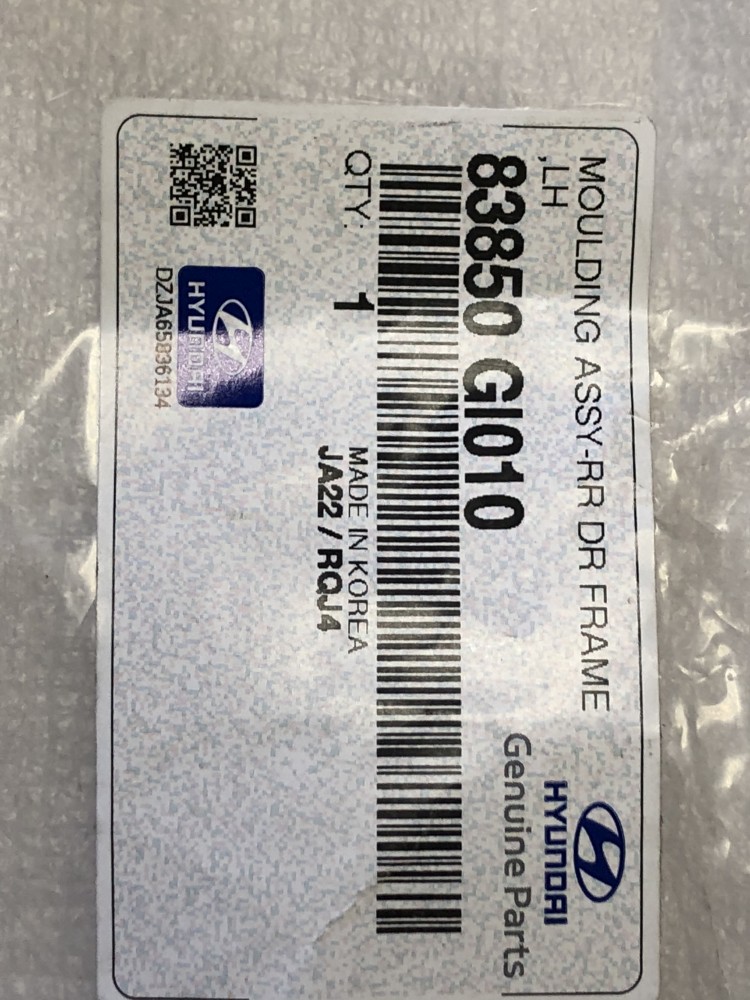 MOULDING ASSY-RR DR FRAME
,LH
HYUNDAI
Genuine Parts
83850 GI010
QTY: 1
MADE IN KOREA
JA22 / RQJ4
HYUNDAI
DZJA65836134